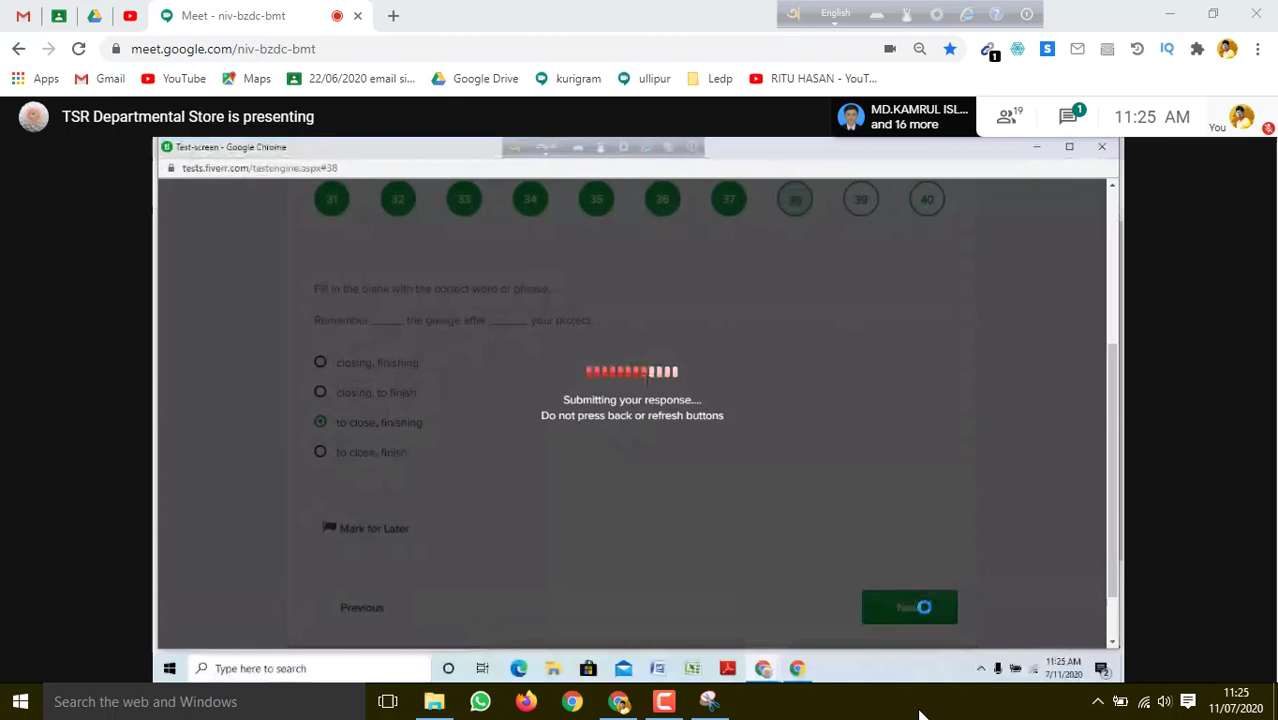 Meet - niv-bzdc-bmt
English
meet.google.com/niv-bzdc-bmt
1
S
IQ
Apps
Gmail
YouTube
Maps
22/06/2020 email si...
Google Drive
kurigram
ullipur
Ledp
RITU HASAN - YouT...
TSR Departmental Store is presenting
MD.KAMRUL ISL...
and 16 more
19
1
11:25 AM
You
Test-screen - Google Chrome
tests.fiverr.com/testengine.aspx#38
31 32 33 34 35 36 37 38 39 40
Fill in the blank with the correct word or phrase.
Remember _____ the garage after ______ your project.
closing, finishing
closing, to finish
to close, finishing
to close, finish
Submitting your response....
Do not press back or refresh buttons
Mark for Later
Previous
Type here to search
11:25 AM
7/11/2020
2
Search the web and Windows
11:25
11/07/2020